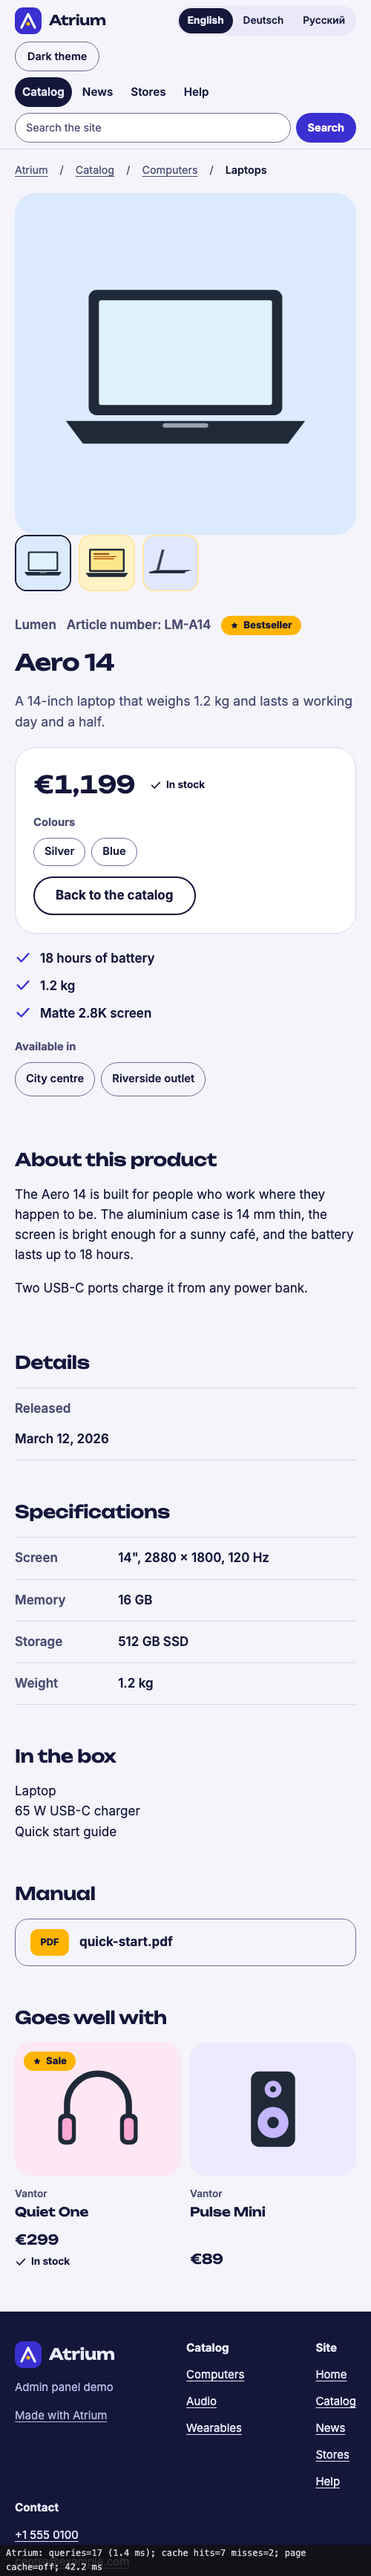 Atrium
English Deutsch Русский
Dark theme
Catalog News Stores Help
Search the site Search
Atrium / Catalog / Computers / Laptops
Lumen Article number: LM-A14 Bestseller
Aero 14
A 14-inch laptop that weighs 1.2 kg and lasts a working
day and a half.
€1,199 In stock
Colours
Silver Blue
Back to the catalog
18 hours of battery
1.2 kg
Matte 2.8K screen
Available in
City centre Riverside outlet
About this product
The Aero 14 is built for people who work where they
happen to be. The aluminium case is 14 mm thin, the
screen is bright enough for a sunny café, and the battery
lasts up to 18 hours.
Two USB-C ports charge it from any power bank.
Details
Released
March 12, 2026
Specifications
Screen 14", 2880 × 1800, 120 Hz
Memory 16 GB
Storage 512 GB SSD
Weight 1.2 kg
In the box
Laptop
65 W USB-C charger
Quick start guide
Manual
PDF quick-start.pdf
Goes well with
Sale
Vantor
Quiet One
€299
In stock
Vantor
Pulse Mini
€89
Atrium
Admin panel demo
Made with Atrium
Catalog
Computers
Audio
Wearables
Site
Home
Catalog
News
Stores
Help
Contact
+1 555 0100
centre@example.com
Atrium: queries=17 (1.4 ms); cache hits=7 misses=2; page
cache=off; 42.2 ms